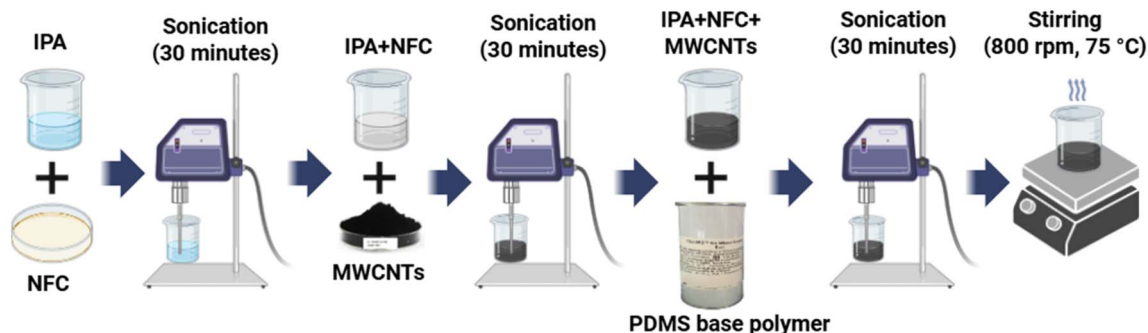 IPA
+
NFC
Sonication
(30 minutes)
IPA+NFC
+
MWCNTs
Sonication
(30 minutes)
IPA+NFC+
MWCNTs
+
PDMS base polymer
Sonication
(30 minutes)
Stirring
(800 rpm, 75 °C)